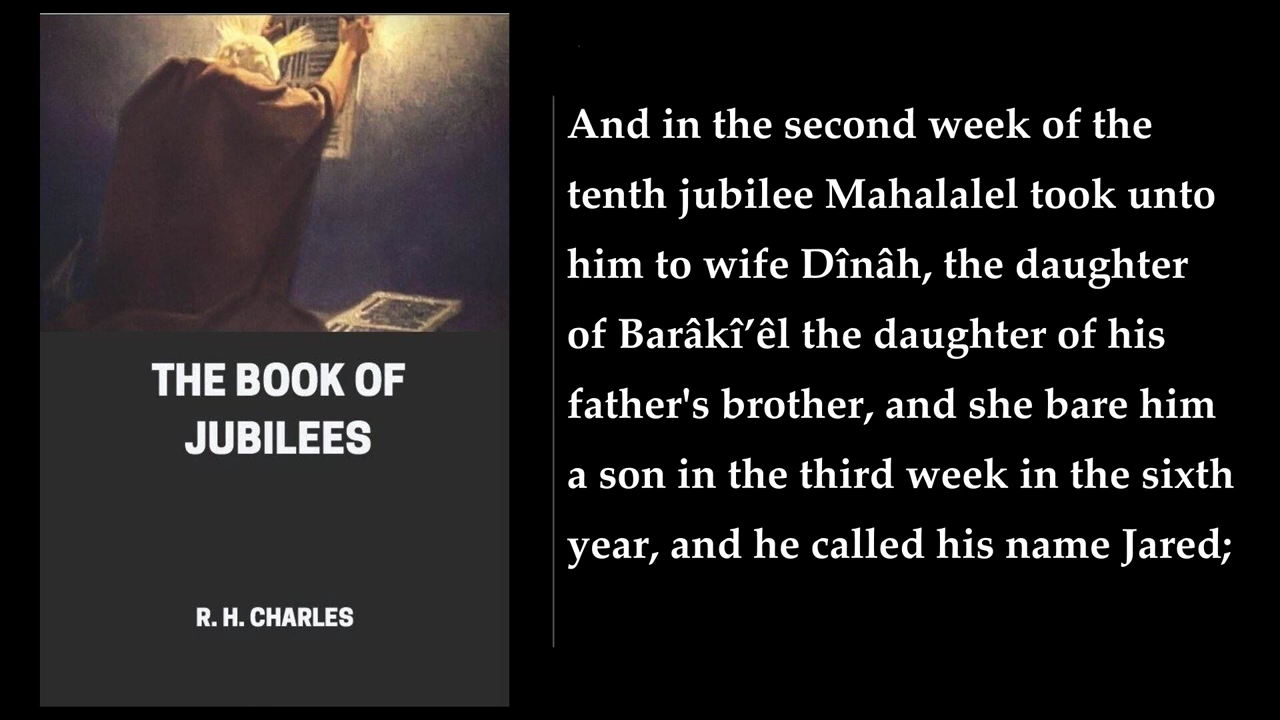 THE BOOK OF
JUBILEES
R. H. CHARLES
And in the second week of the
tenth jubilee Mahalalel took unto
him to wife Dînâh, the daughter
of Barâkî’êl the daughter of his
father's brother, and she bare him
a son in the third week in the sixth
year, and he called his name Jared;